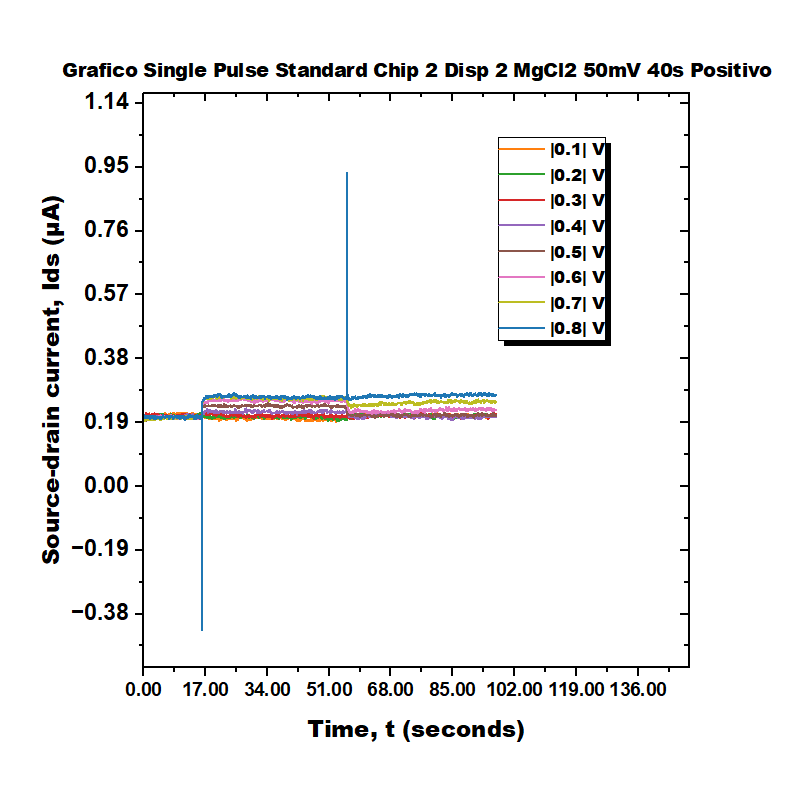 Grafico Single Pulse Standard Chip 2 Disp 2 MgCl2 50mV 40s Positivo
1.14
0.95
0.76
0.57
0.38
0.19
0.00
−0.19
−0.38
Source-drain current, Ids (µA)
|0.1| V
|0.2| V
|0.3| V
|0.4| V
|0.5| V
|0.6| V
|0.7| V
|0.8| V
0.00 17.00 34.00 51.00 68.00 85.00 102.00 119.00 136.00
Time, t (seconds)